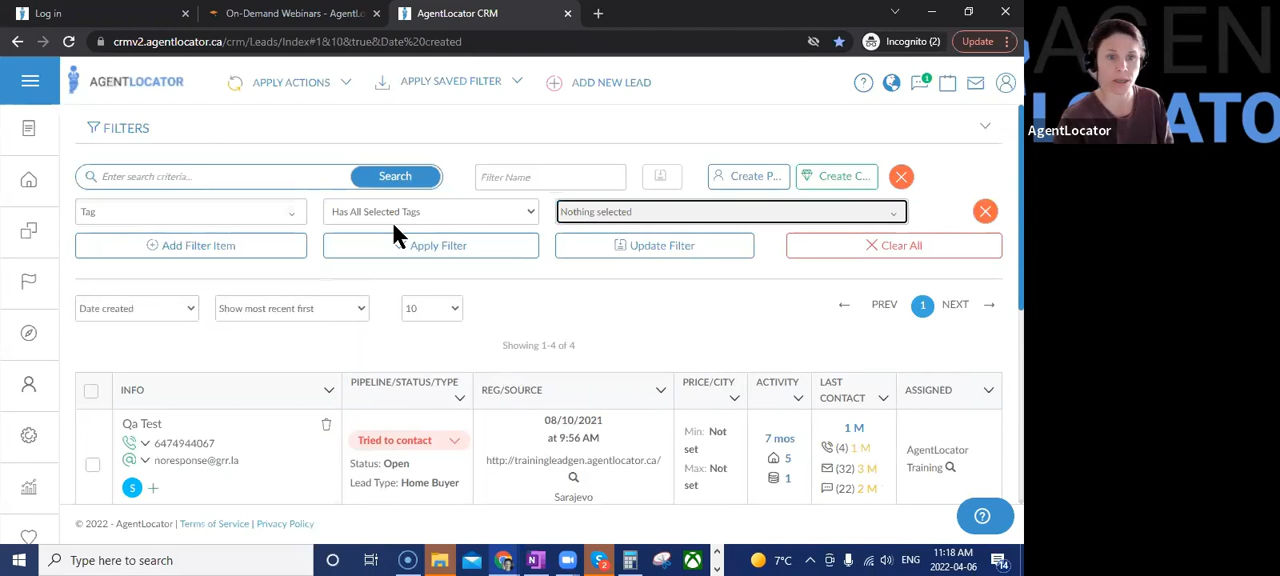 Log in
On-Demand Webinars - AgentLo
AgentLocator CRM
crmv2.agentlocator.ca/crm/Leads/Index#1&10&true&Date%20created
Incognito (2)
Update
AGENTLOCATOR
APPLY ACTIONS
APPLY SAVED FILTER
ADD NEW LEAD
1
FILTERS
Enter search criteria...
Search
Filter Name
Create P...
Create C...
Tag
Has All Selected Tags
Nothing selected
Add Filter Item
Apply Filter
Update Filter
Clear All
Date created
Show most recent first
10
PREV
1
NEXT
Showing 1-4 of 4
INFO
PIPELINE/STATUS/TYPE
REG/SOURCE
PRICE/CITY
ACTIVITY
LAST CONTACT
ASSIGNED
Qa Test
6474944067
noresponse@grr.la
S
Tried to contact
Status: Open
Lead Type: Home Buyer
08/10/2021
at 9:56 AM
http://trainingleadgen.agentlocator.ca/
Sarajevo
Min: Not
set
Max: Not
set
7 mos
5
1
1 M
(4) 1 M
(32) 3 M
(22) 2 M
AgentLocator
Training
© 2022 - AgentLocator | Terms of Service | Privacy Policy
Type here to search
2
7°C
ENG
11:18 AM
2022-04-06
14
AgentLocator